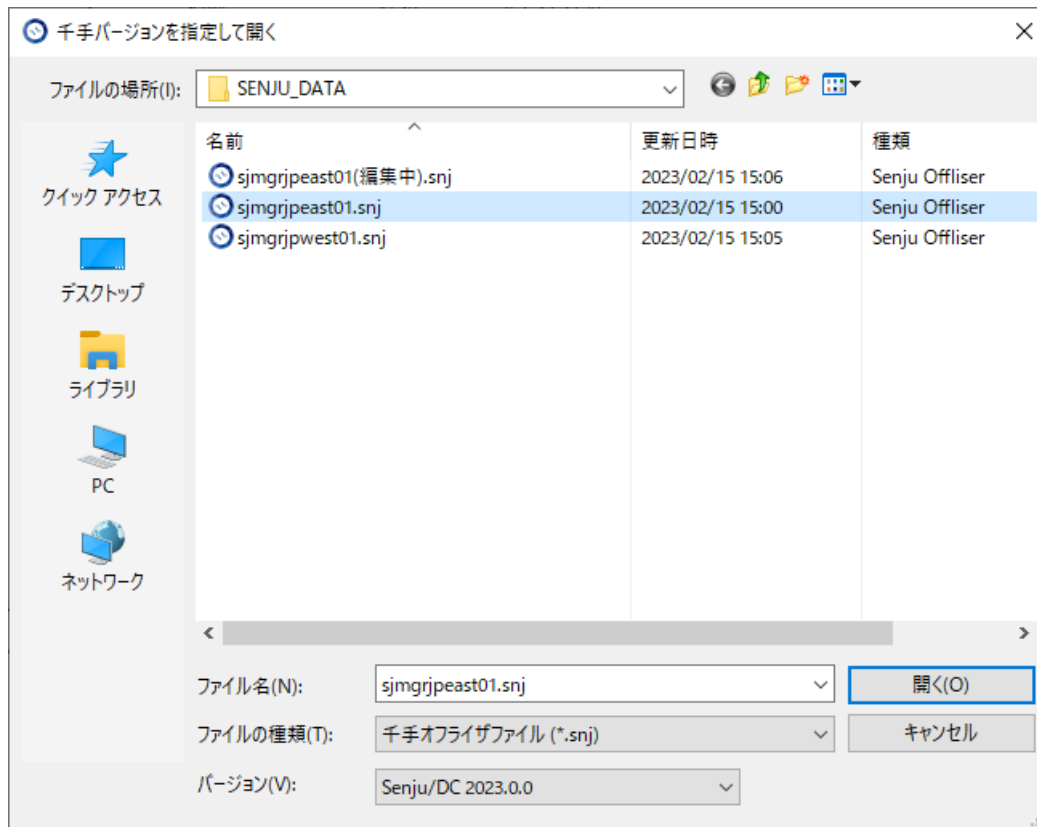 千手バージョンを指定して開く
ファイルの場所(I):
SENJU_DATA
名前
更新日時
種類
sjmgrjpeast01(編集中).snj
2023/02/15 15:06
Senju Offliser
sjmgrjpeast01.snj
2023/02/15 15:00
Senju Offliser
sjmgrjpwest01.snj
2023/02/15 15:05
Senju Offliser
クイック アクセス
デスクトップ
ライブラリ
PC
ネットワーク
ファイル名(N):
sjmgrjpeast01.snj
開く(O)
ファイルの種類(T):
千手オフライザファイル (*.snj)
キャンセル
バージョン(V):
Senju/DC 2023.0.0